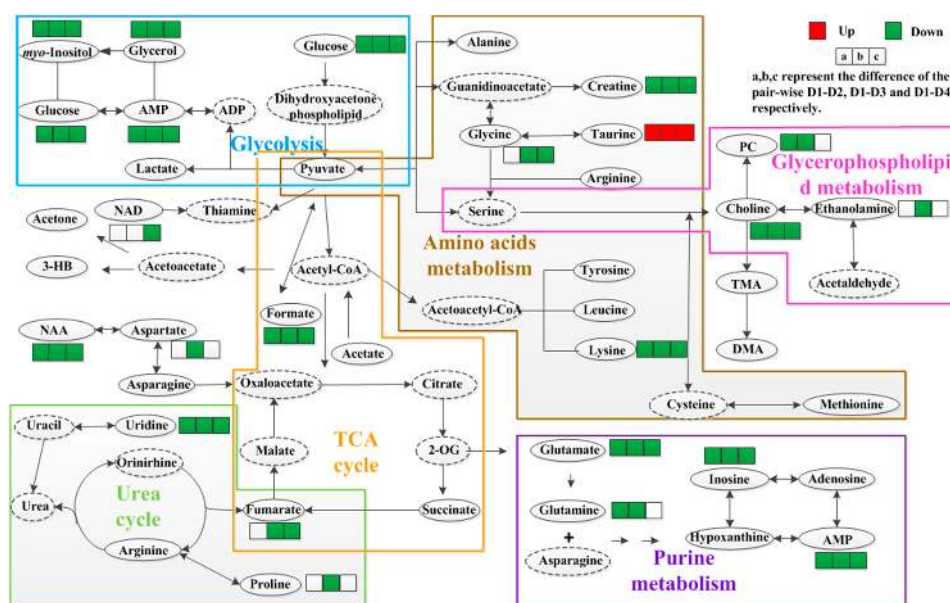 myo-Inositol
Glycerol
Glucose
Glucose
AMP
ADP
Dihydroxyacetone
phospholipid
Glycolysis
Lactate
Pyuvate
Alanine
Guanidinoacetate
Creatine
Glycine
Taurine
Arginine
Serine
Amino acids
metabolism
Up
Down
a b c
a,b,c represent the difference of the
pair-wise D1-D2, D1-D3 and D1-D4
respectively.
PC
Glycerophospholipi
d metabolism
Choline
Ethanolamine
Acetaldehyde
TMA
DMA
Acetone
NAD
Thiamine
3-HB
Acetoacetate
Acetyl-CoA
Acetoacetyl-CoA
Tyrosine
Leucine
Lysine
Formate
Acetate
NAA
Aspartate
Asparagine
Oxaloacetate
Citrate
Cysteine
Methionine
Malate
TCA
cycle
2-OG
Fumarate
Succinate
Uracil
Uridine
Orinirhine
Urea
Urea
cycle
Arginine
Proline
Glutamate
Glutamine
+
Asparagine
Inosine
Adenosine
Hypoxanthine
AMP
Purine
metabolism